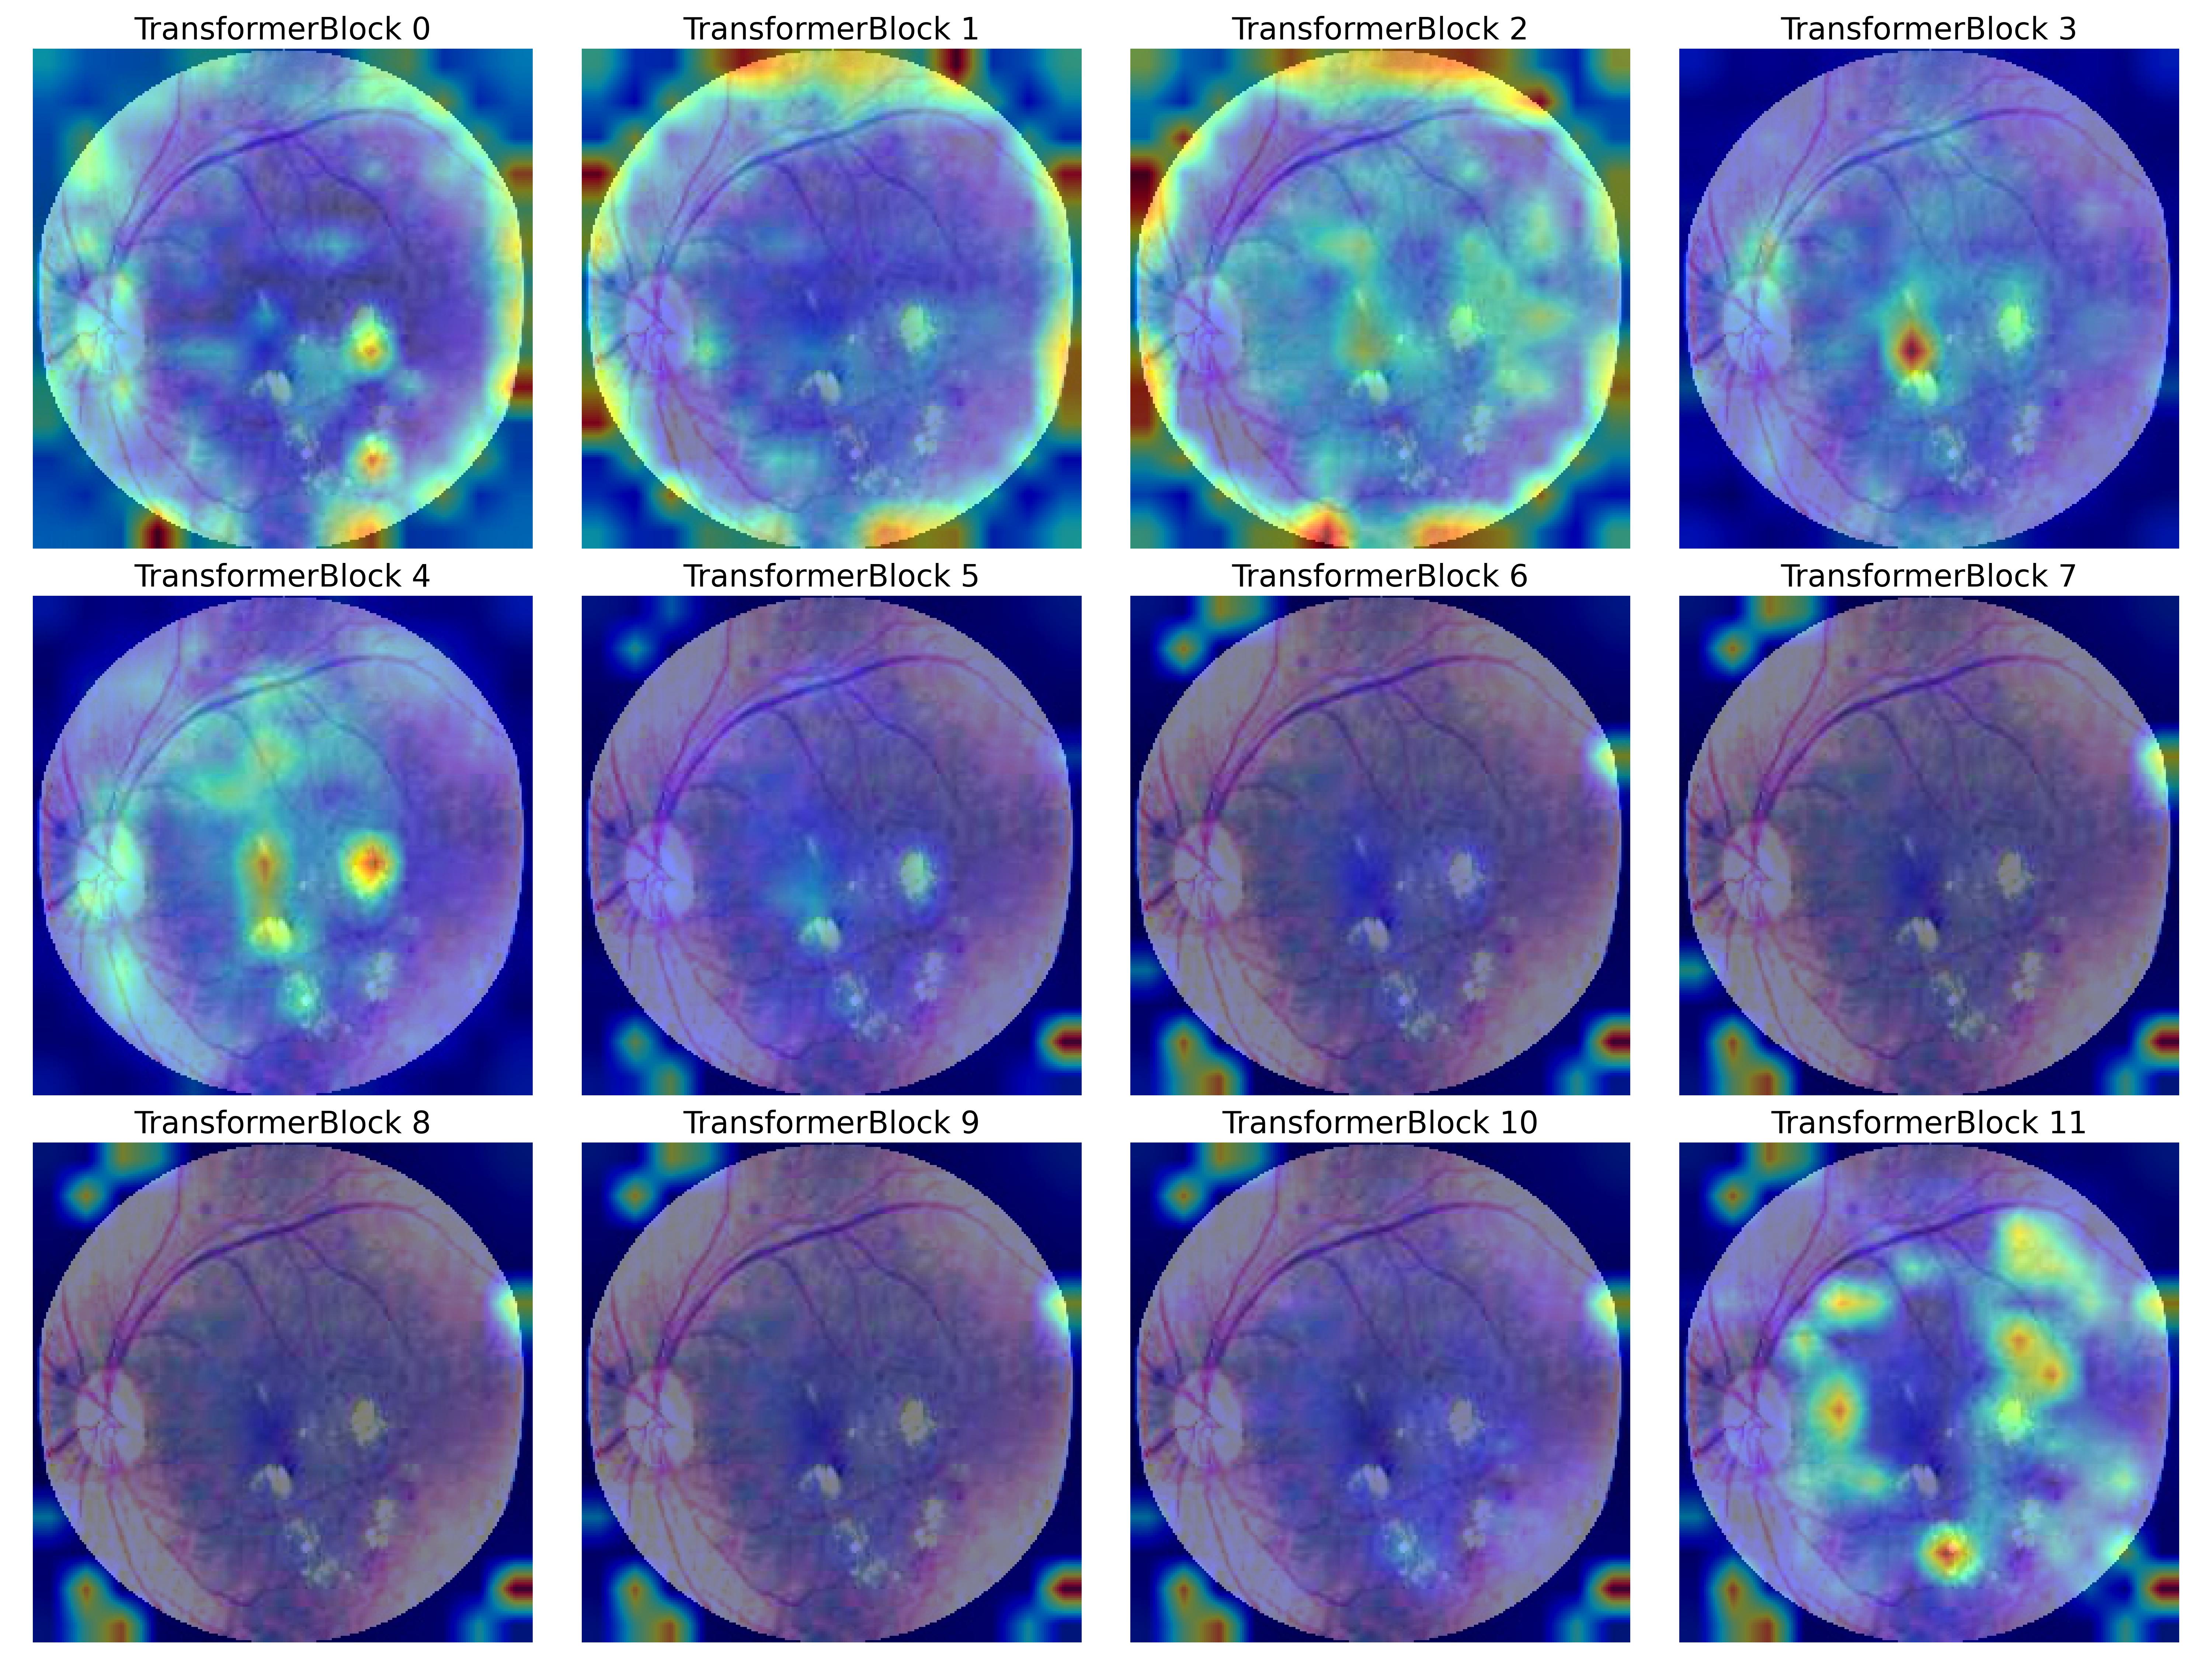 TransformerBlock 0
TransformerBlock 1
TransformerBlock 2
TransformerBlock 3
TransformerBlock 4
TransformerBlock 5
TransformerBlock 6
TransformerBlock 7
TransformerBlock 8
TransformerBlock 9
TransformerBlock 10
TransformerBlock 11